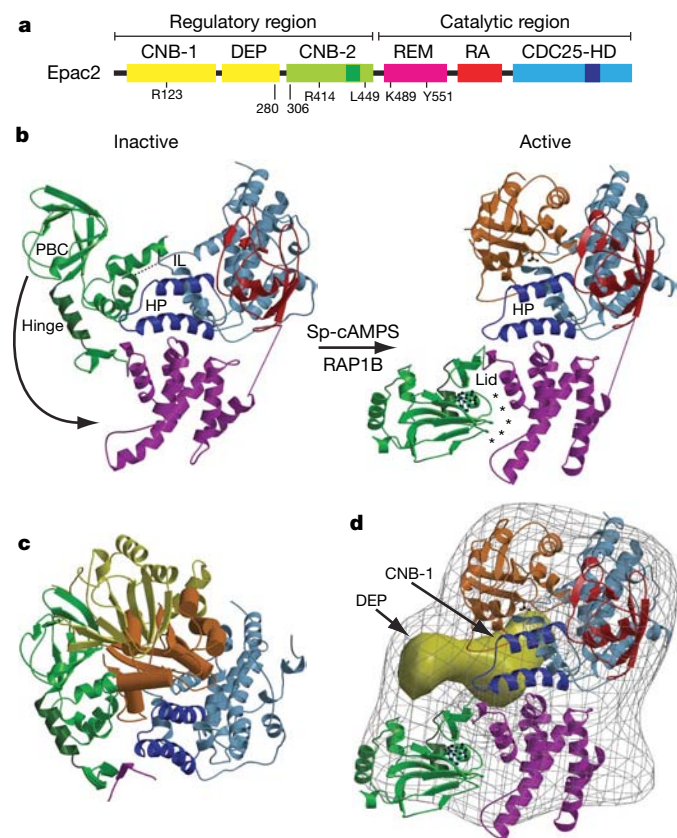 a
Regulatory region Catalytic region
CNB-1 DEP CNB-2 REM RA CDC25-HD
Epac2
R123 R414 L449 K489 Y551
280 306
b
Inactive Active
PBC
IL
HP
Hinge
Sp-cAMPS
RAP1B
HP
Lid
* * * * *
c
d
CNB-1
DEP